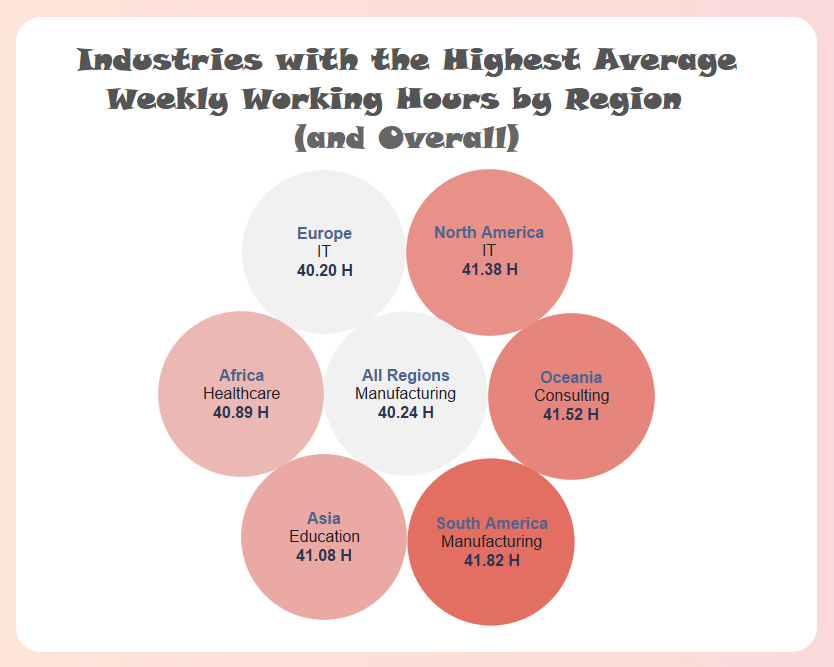 Industries with the Highest Average
Weekly Working Hours by Region
(and Overall)
Europe
IT
40.20 H
North America
IT
41.38 H
Africa
Healthcare
40.89 H
All Regions
Manufacturing
40.24 H
Oceania
Consulting
41.52 H
Asia
Education
41.08 H
South America
Manufacturing
41.82 H